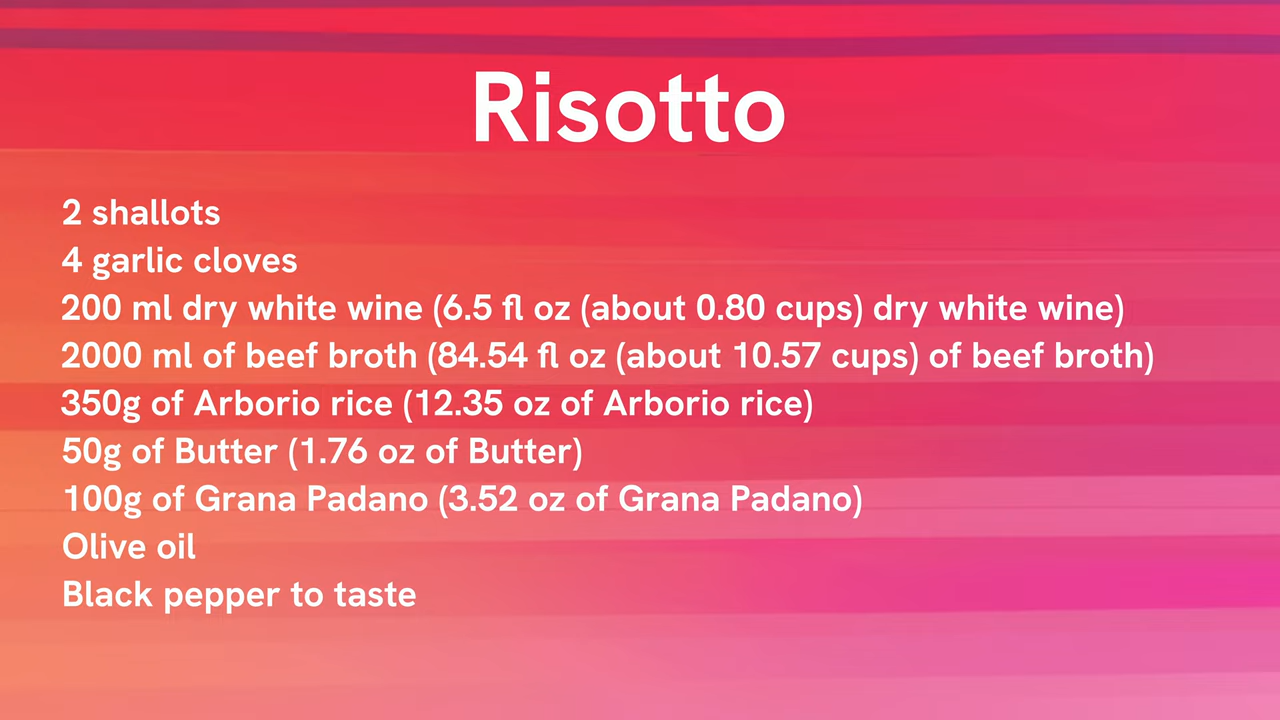 Risotto
2 shallots
4 garlic cloves
200 ml dry white wine (6.5 fl oz (about 0.80 cups) dry white wine)
2000 ml of beef broth (84.54 fl oz (about 10.57 cups) of beef broth)
350g of Arborio rice (12.35 oz of Arborio rice)
50g of Butter (1.76 oz of Butter)
100g of Grana Padano (3.52 oz of Grana Padano)
Olive oil
Black pepper to taste